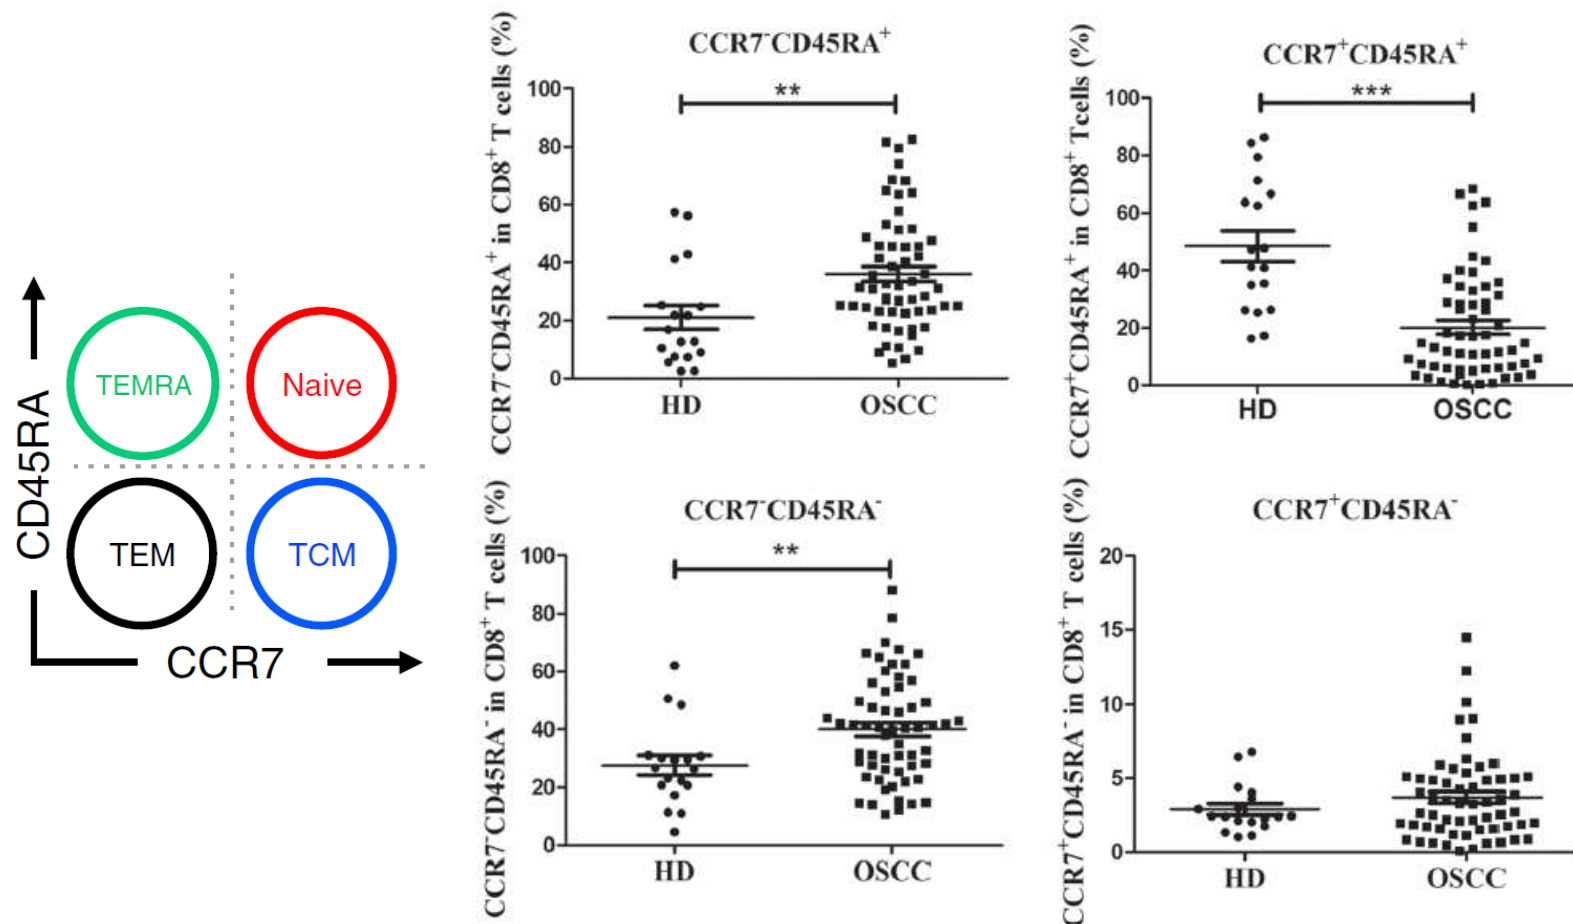 CD45RA
TEMRA
Naive
TEM
TCM
CCR7
CCR7⁻CD45RA⁺
CCR7⁻CD45RA⁺ in CD8⁺ T cells (%)
100
80
60
40
20
0
**
HD
OSCC
CCR7⁺CD45RA⁺
CCR7⁺CD45RA⁺ in CD8⁺ Tcells (%)
100
80
60
40
20
0
***
HD
OSCC
CCR7⁻CD45RA⁻
CCR7⁻CD45RA⁻ in CD8⁺ T cells (%)
100
80
60
40
20
0
**
HD
OSCC
CCR7⁺CD45RA⁻
CCR7⁺CD45RA⁻ in CD8⁺ T cells (%)
20
15
10
5
0
HD
OSCC